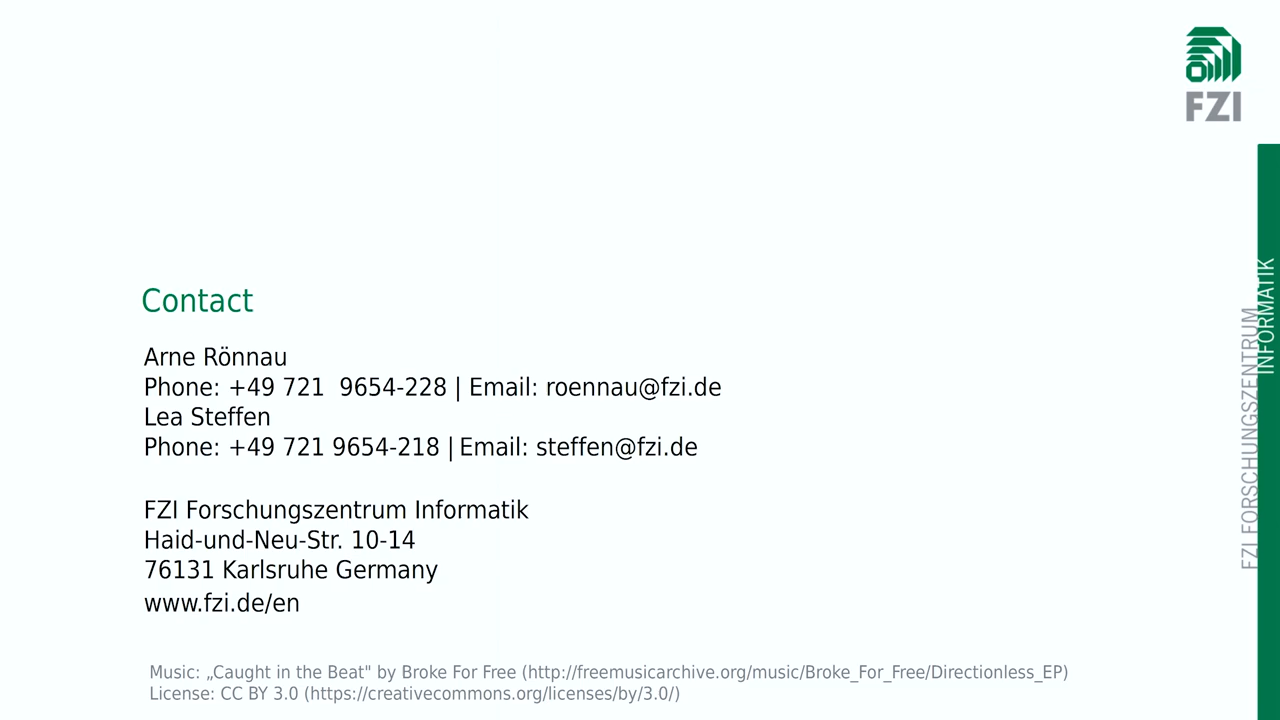 FZI
Contact
Arne Rönnau
Phone: +49 721  9654-228 | Email: roennau@fzi.de
Lea Steffen
Phone: +49 721 9654-218 | Email: steffen@fzi.de
FZI Forschungszentrum Informatik
Haid-und-Neu-Str. 10-14
76131 Karlsruhe Germany
www.fzi.de/en
Music: „Caught in the Beat" by Broke For Free (http://freemusicarchive.org/music/Broke_For_Free/Directionless_EP)
License: CC BY 3.0 (https://creativecommons.org/licenses/by/3.0/)
FZI FORSCHUNGSZENTRUM
INFORMATIK